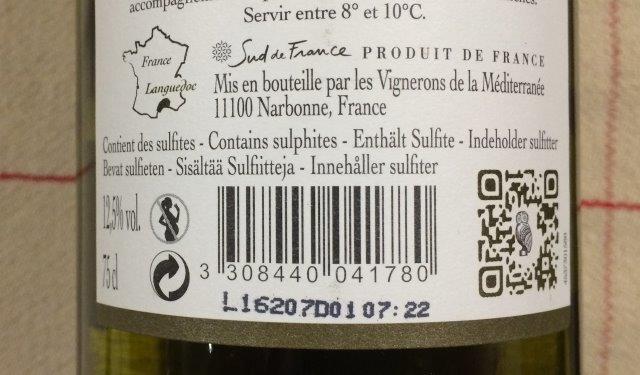 accompagnem
Servir entre 8° et 10°C.
France
Languedoc
Sud de France PRODUIT DE FRANCE
Mis en bouteille par les Vignerons de la Méditerranée
11100 Narbonne, France
Contient des sulfites - Contains sulphites - Enthält Sulfite - Indeholder sulfitter
Bevat sulfieten - Sisältää Sulfiitteja - Innehåller sulfiter
12,5% vol.
75 cl
3 308440 041780
L16207D01 07:22